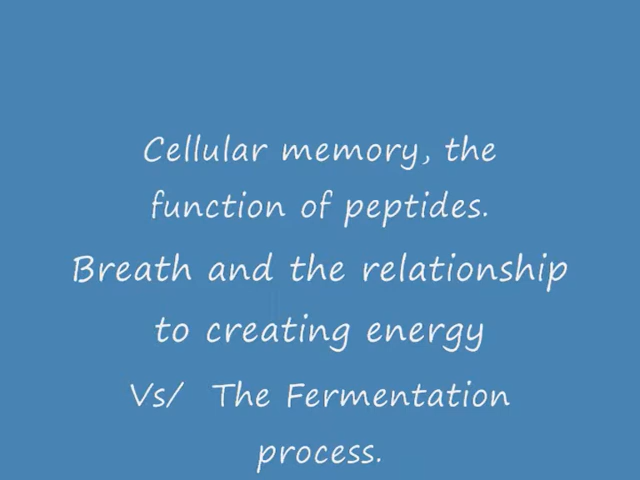 Cellular memory, the
function of peptides.
Breath and the relationship
to creating energy
Vs/ The Fermentation
process.